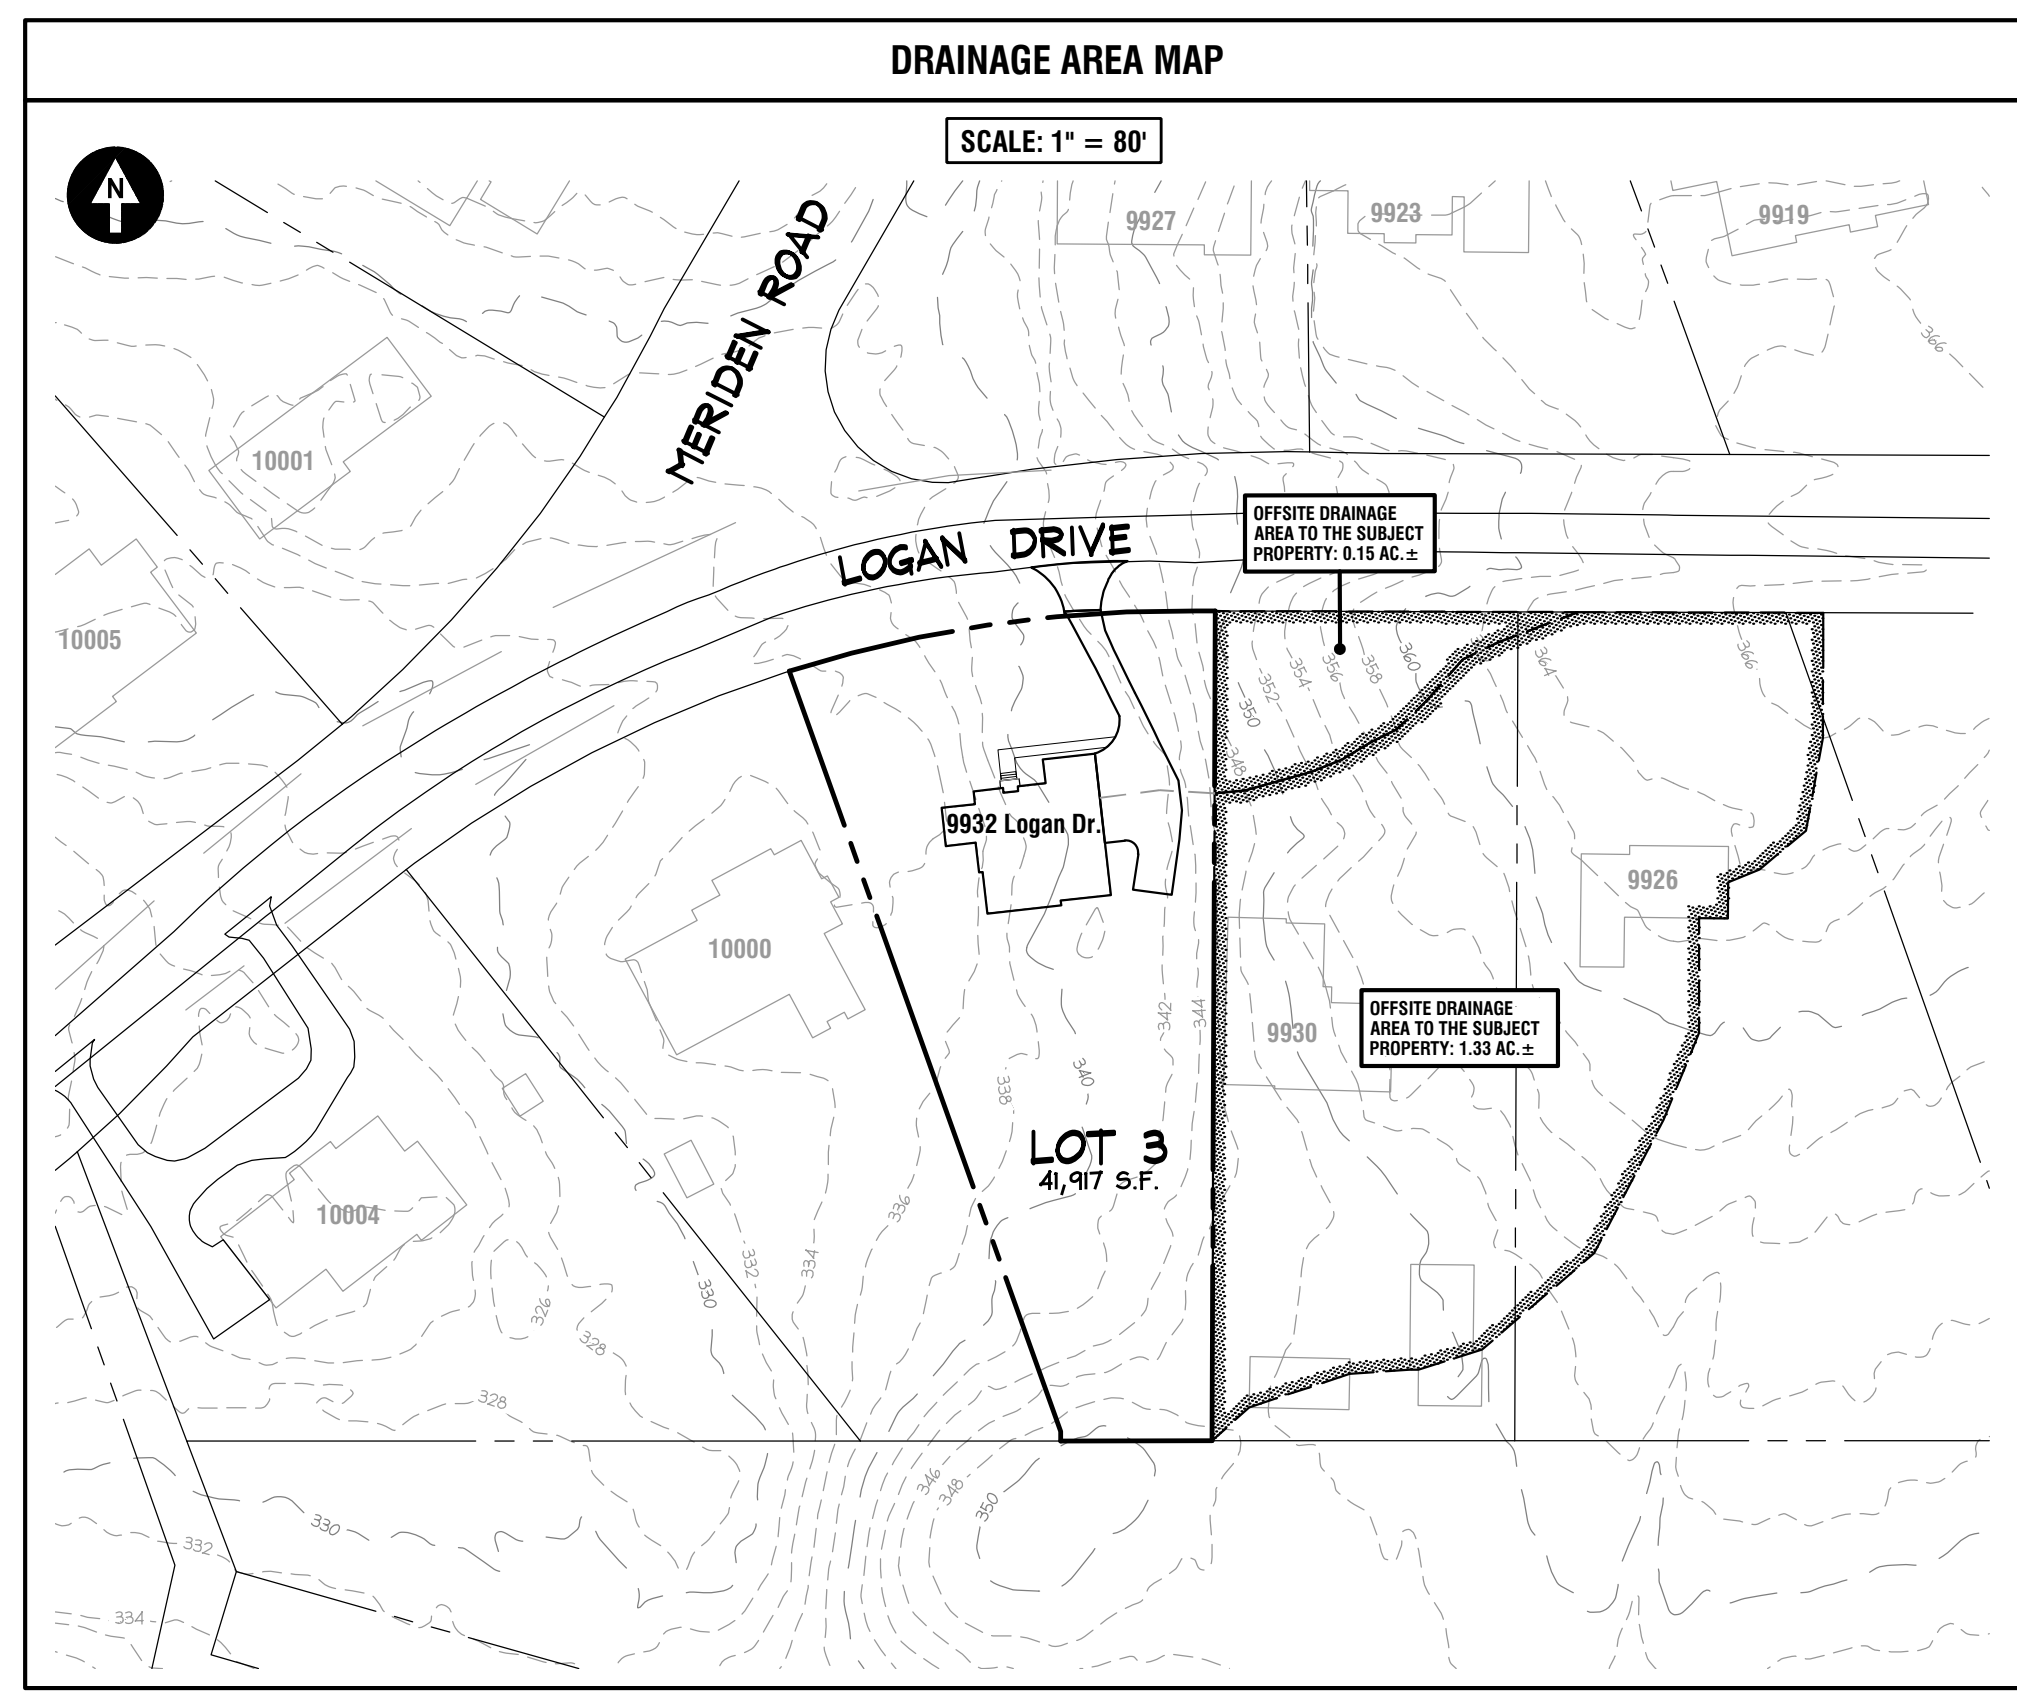 DRAINAGE AREA MAP
SCALE: 1" = 80'
N
MERIDEN ROAD
9927
9923
9919
366
10001
LOGAN DRIVE
OFFSITE DRAINAGE
AREA TO THE SUBJECT
PROPERTY: 0.15 AC.±
10005
348
350
352
354
356
358
360
364
366
9932 Logan Dr.
9926
10000
9930
OFFSITE DRAINAGE
AREA TO THE SUBJECT
PROPERTY: 1.33 AC.±
342
344
338
340
LOT 3
41,917 S.F.
10004
336
334
332
330
326
328
328
346
348
350
330
332
334